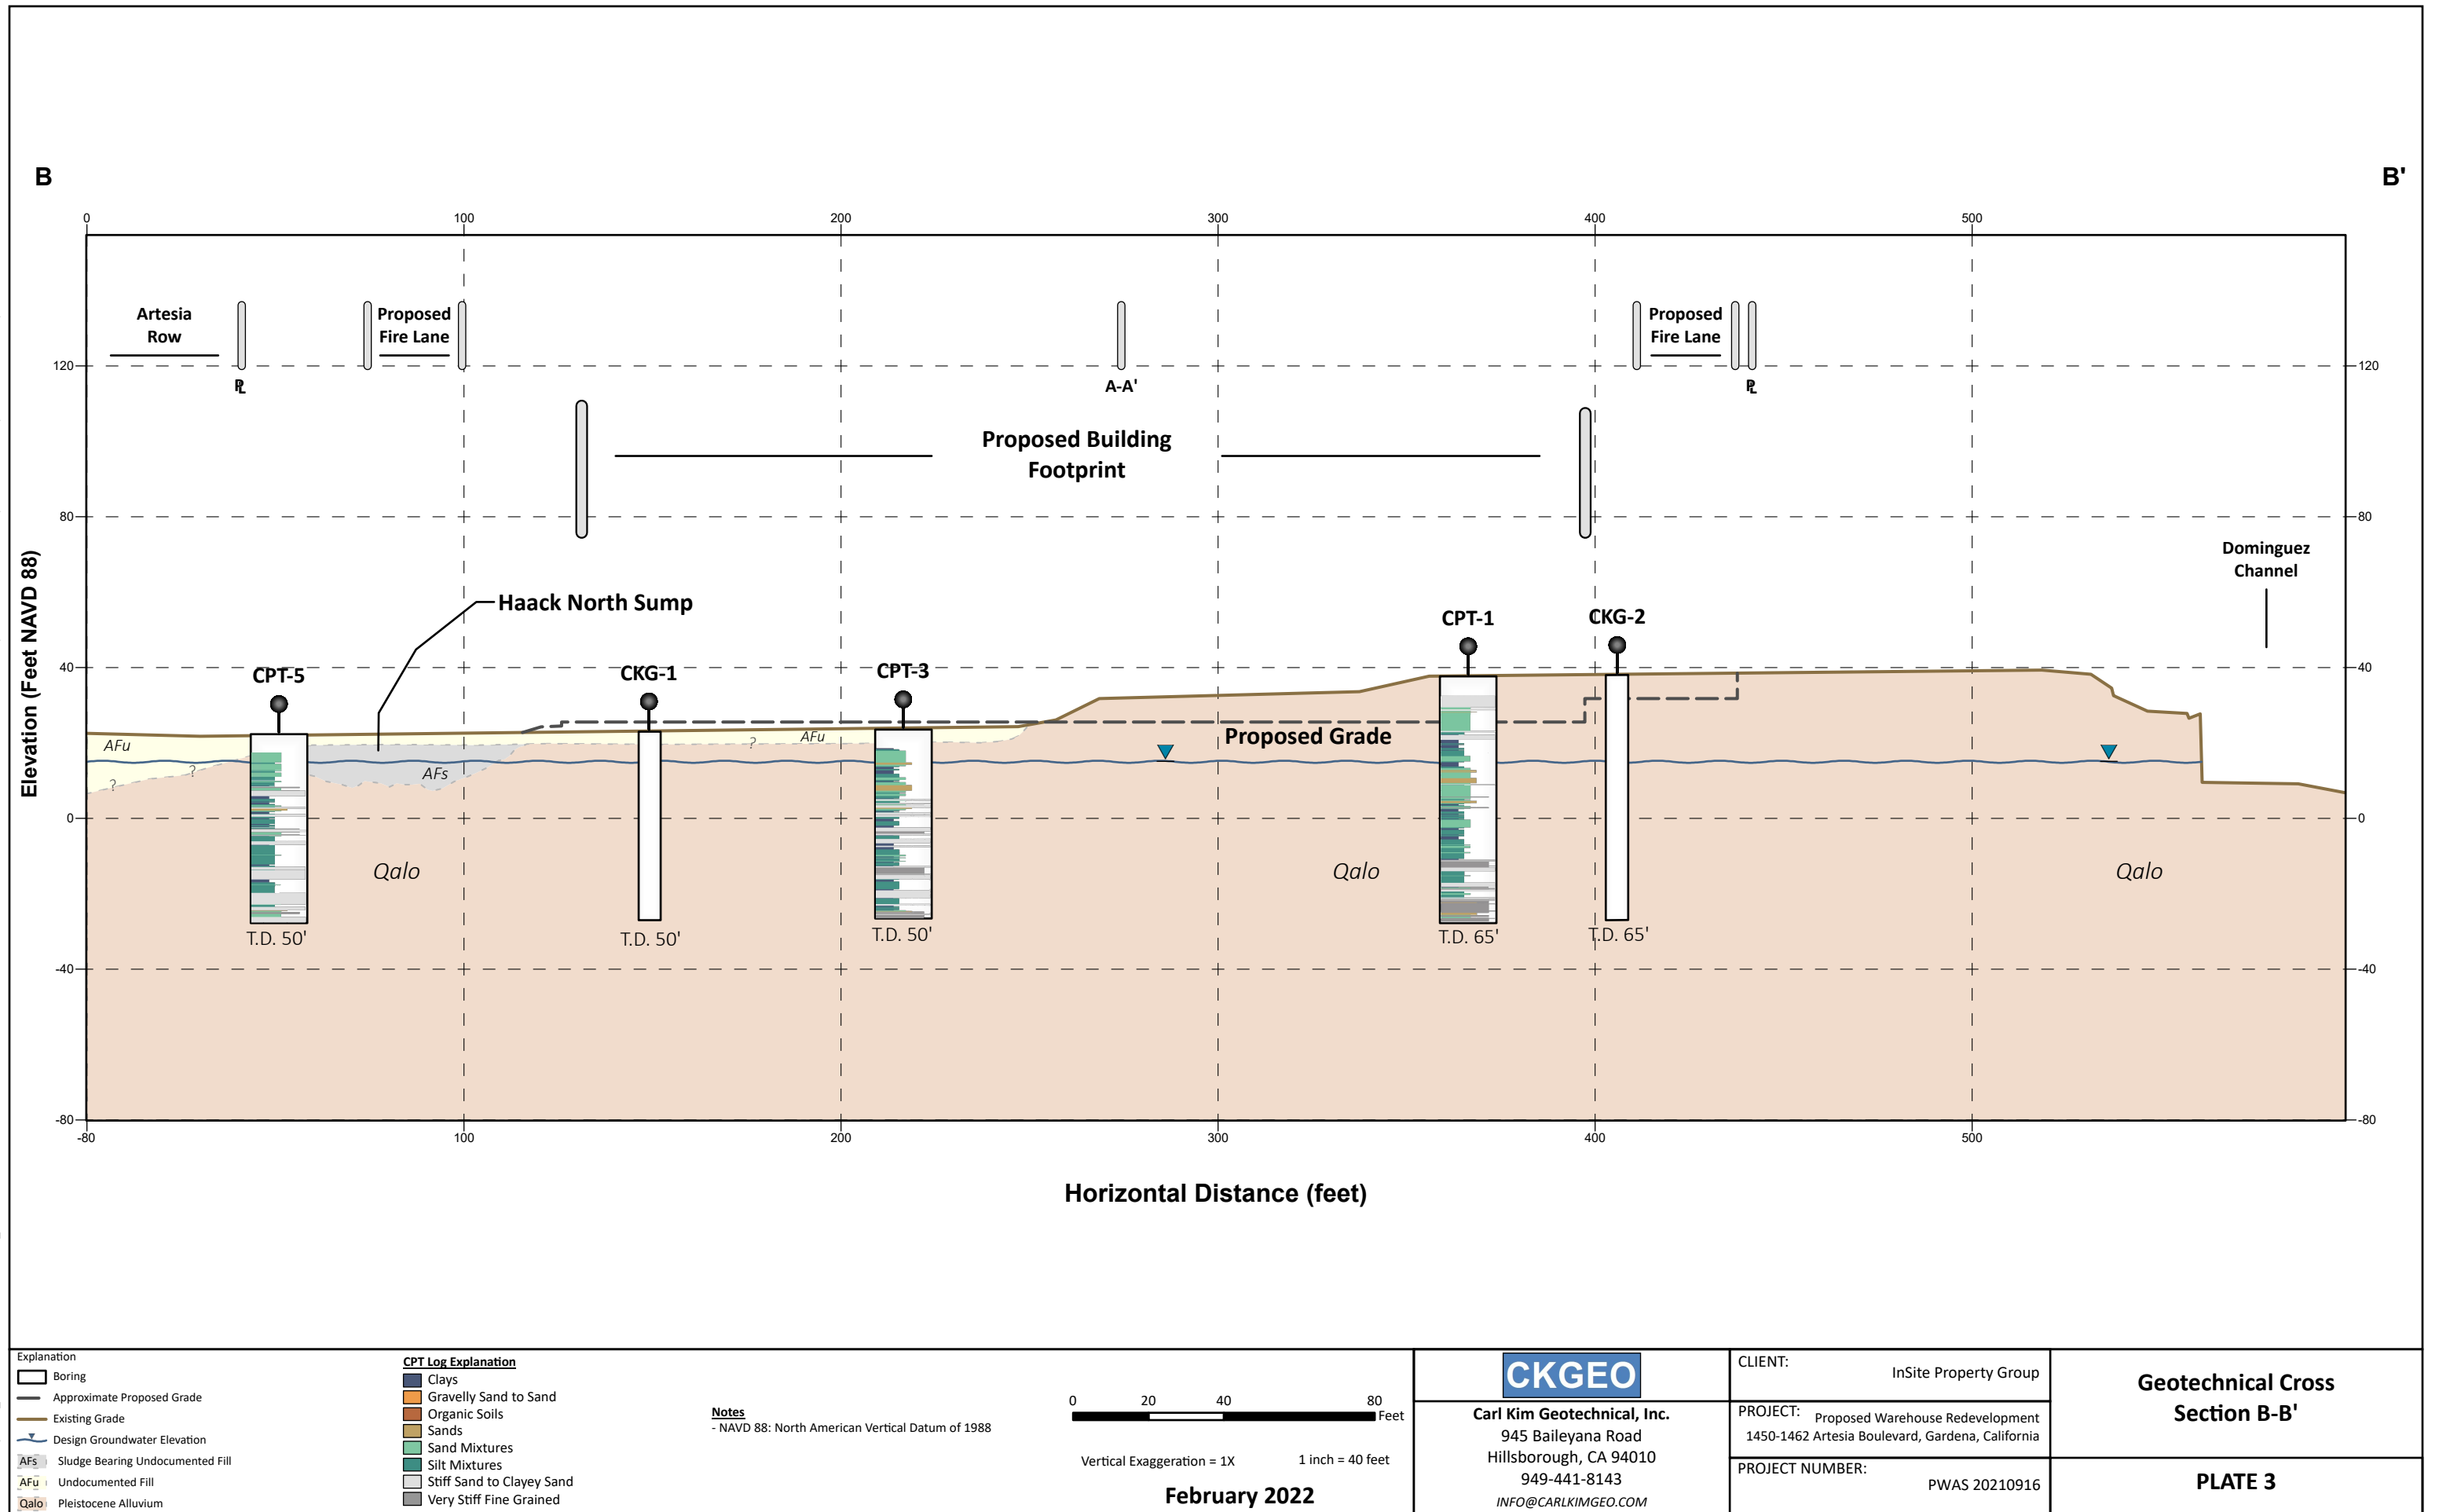 B
B'
0
100
200
300
400
500
Artesia
Row
Proposed
Fire Lane
Proposed
Fire Lane
120
120
PL
A-A'
PL
Proposed Building
Footprint
80
80
Elevation (Feet NAVD 88)
Dominguez
Channel
Haack North Sump
CPT-1
CKG-2
40
40
CPT-5
CKG-1
CPT-3
AFu
?
AFu
Proposed Grade
?
AFs
?
0
0
Qalo
Qalo
Qalo
T.D. 50'
T.D. 50'
T.D. 50'
T.D. 65'
T.D. 65'
-40
-40
-80
-80
-80
100
200
300
400
500
Horizontal Distance (feet)
Explanation
Boring
Approximate Proposed Grade
Existing Grade
Design Groundwater Elevation
AFs Sludge Bearing Undocumented Fill
AFu Undocumented Fill
Qalo Pleistocene Alluvium
CPT Log Explanation
Clays
Gravelly Sand to Sand
Organic Soils
Sands
Sand Mixtures
Silt Mixtures
Stiff Sand to Clayey Sand
Very Stiff Fine Grained
Notes
- NAVD 88: North American Vertical Datum of 1988
0 20 40 80
Feet
Vertical Exaggeration = 1X 1 inch = 40 feet
February 2022
CKGEO
Carl Kim Geotechnical, Inc.
945 Baileyana Road
Hillsborough, CA 94010
949-441-8143
INFO@CARLKIMGEO.COM
CLIENT:
InSite Property Group
PROJECT: Proposed Warehouse Redevelopment
1450-1462 Artesia Boulevard, Gardena, California
PROJECT NUMBER:
PWAS 20210916
Geotechnical Cross
Section B-B'
PLATE 3